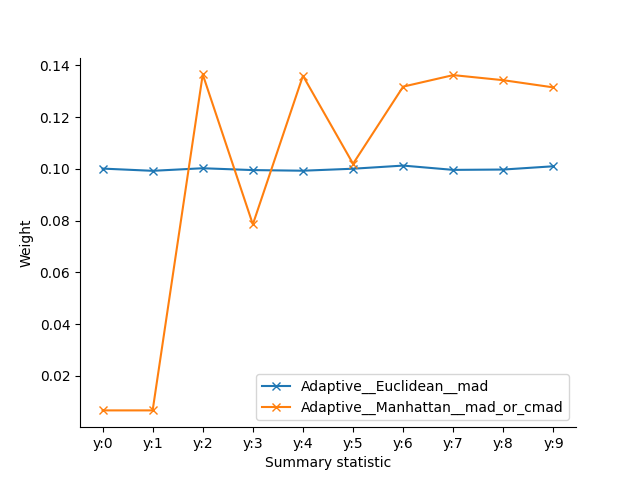 0.14
0.12
0.10
0.08
0.06
0.04
0.02
Weight
y:0 y:1 y:2 y:3 y:4 y:5 y:6 y:7 y:8 y:9
Summary statistic
Adaptive__Euclidean__mad
Adaptive__Manhattan__mad_or_cmad